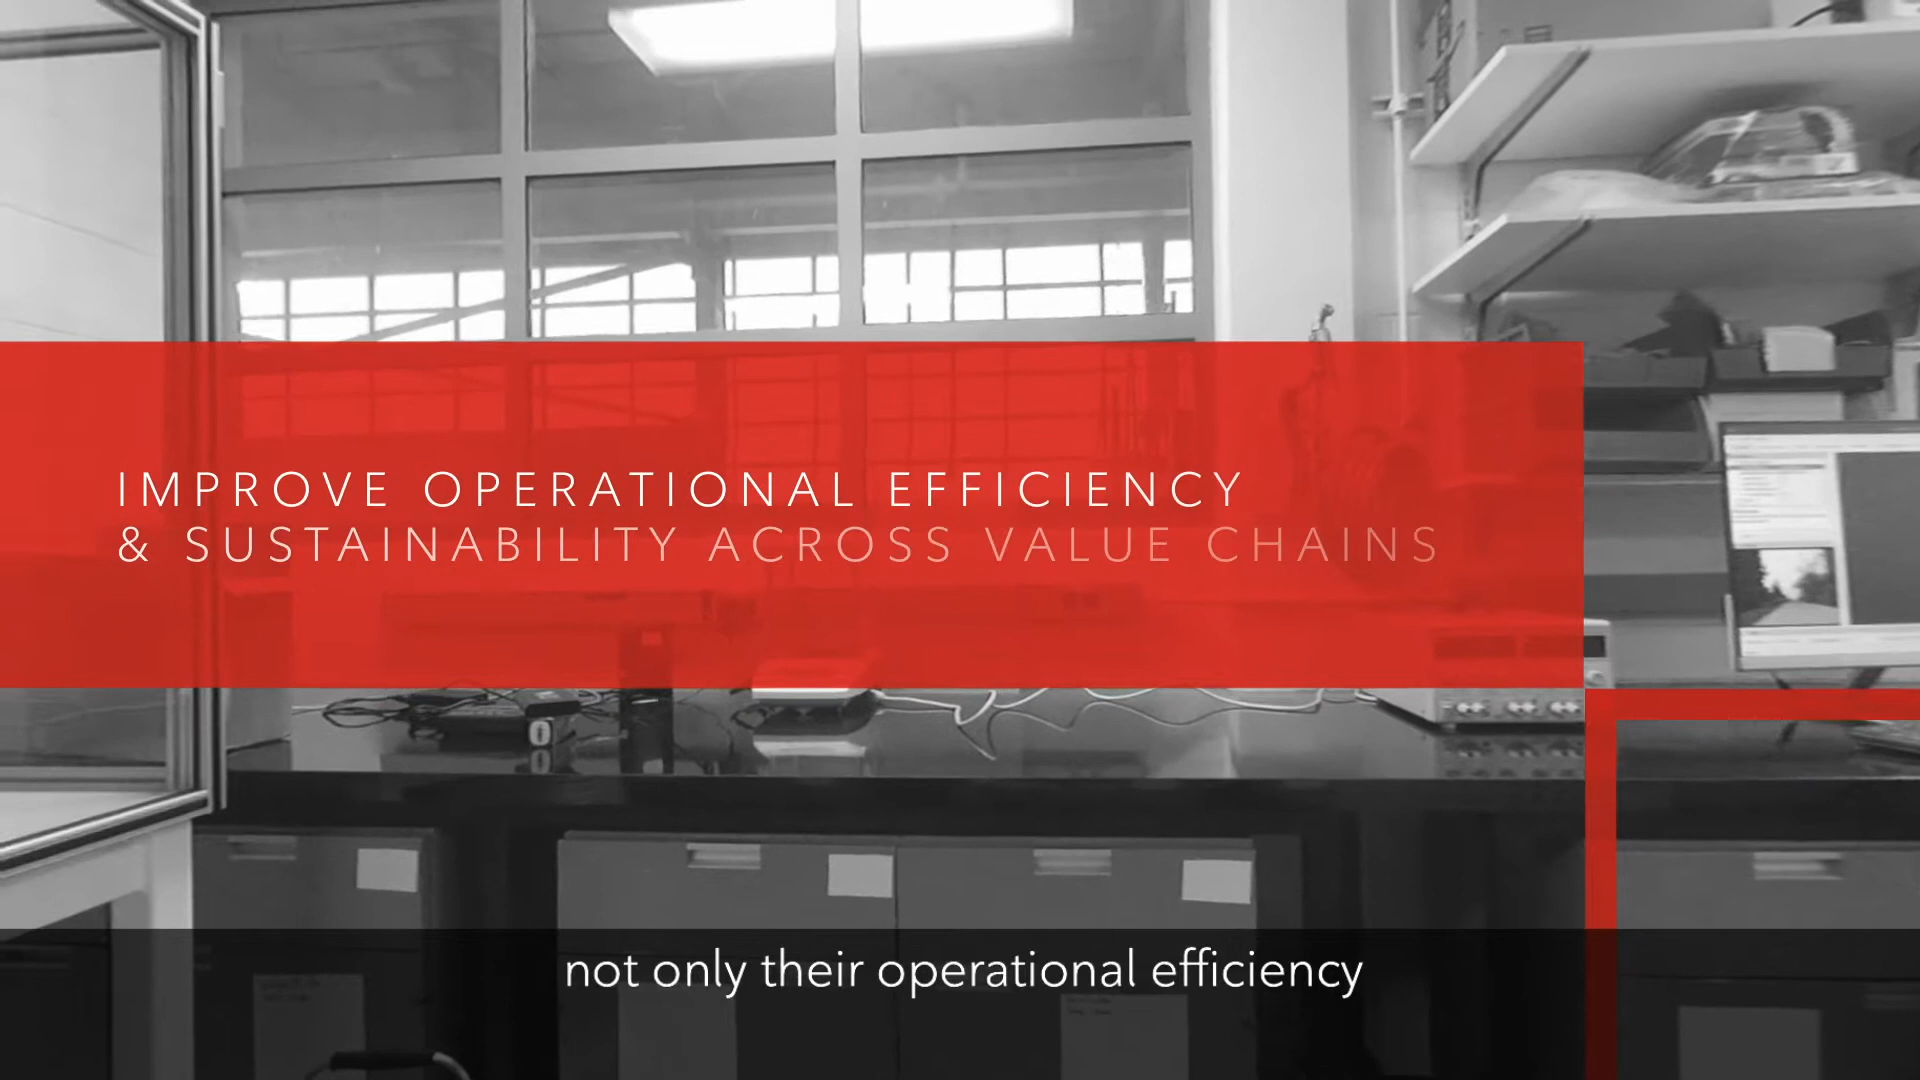 IMPROVE OPERATIONAL EFFICIENCY
& SUSTAINABILITY ACROSS VALUE CHAINS
not only their operational efficiency